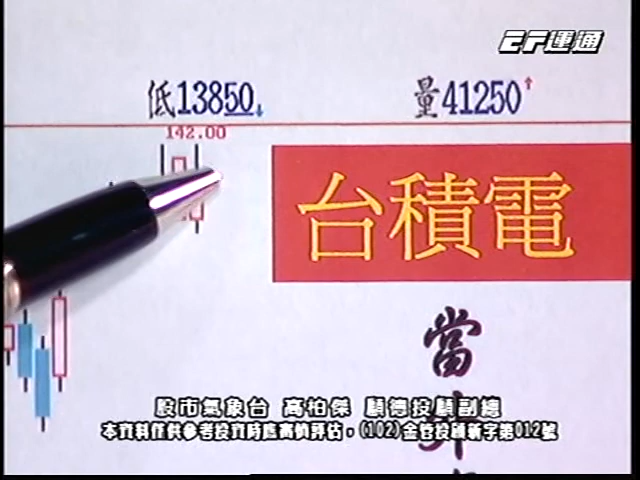 EF運通
低13850↓ 量41250↑
142.00
台積電
當
股市氣象台 高柏傑 顧德投顧副總
本資料僅供參考投資時應審慎評估，(102)金管投顧新字第012號